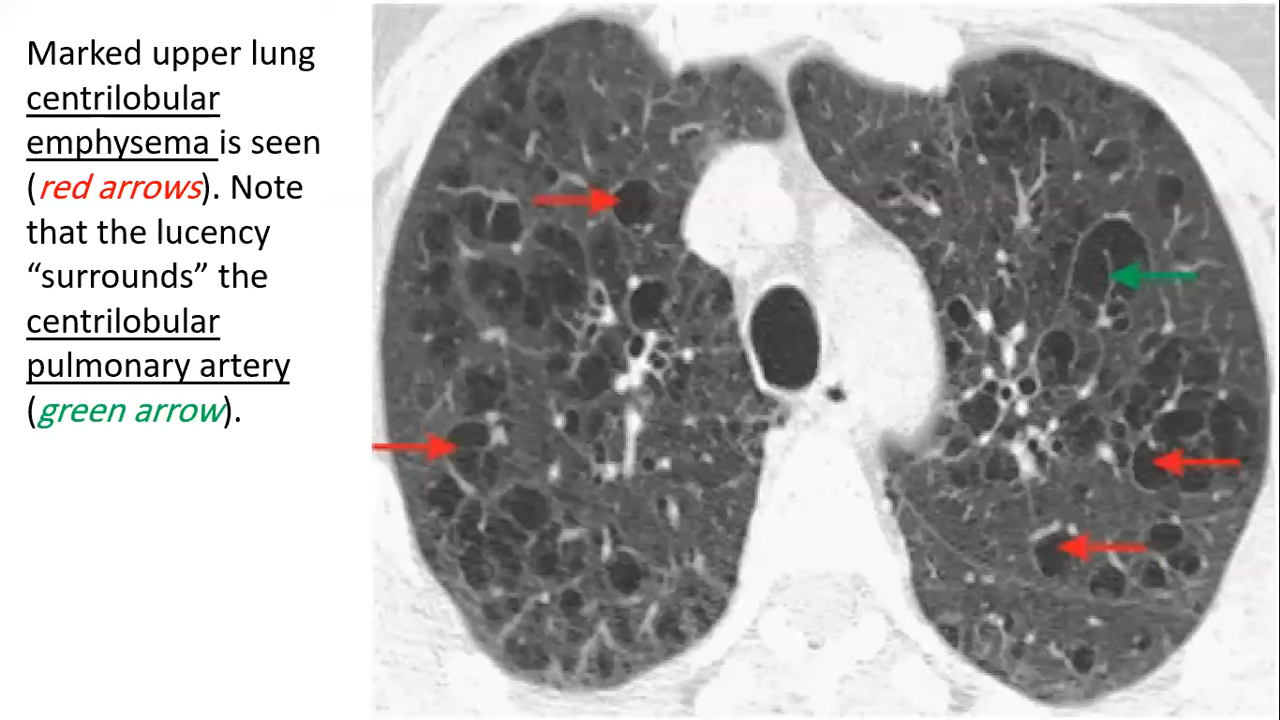 Marked upper lung
centrilobular
emphysema is seen
(red arrows). Note
that the lucency
“surrounds” the
centrilobular
pulmonary artery
(green arrow).